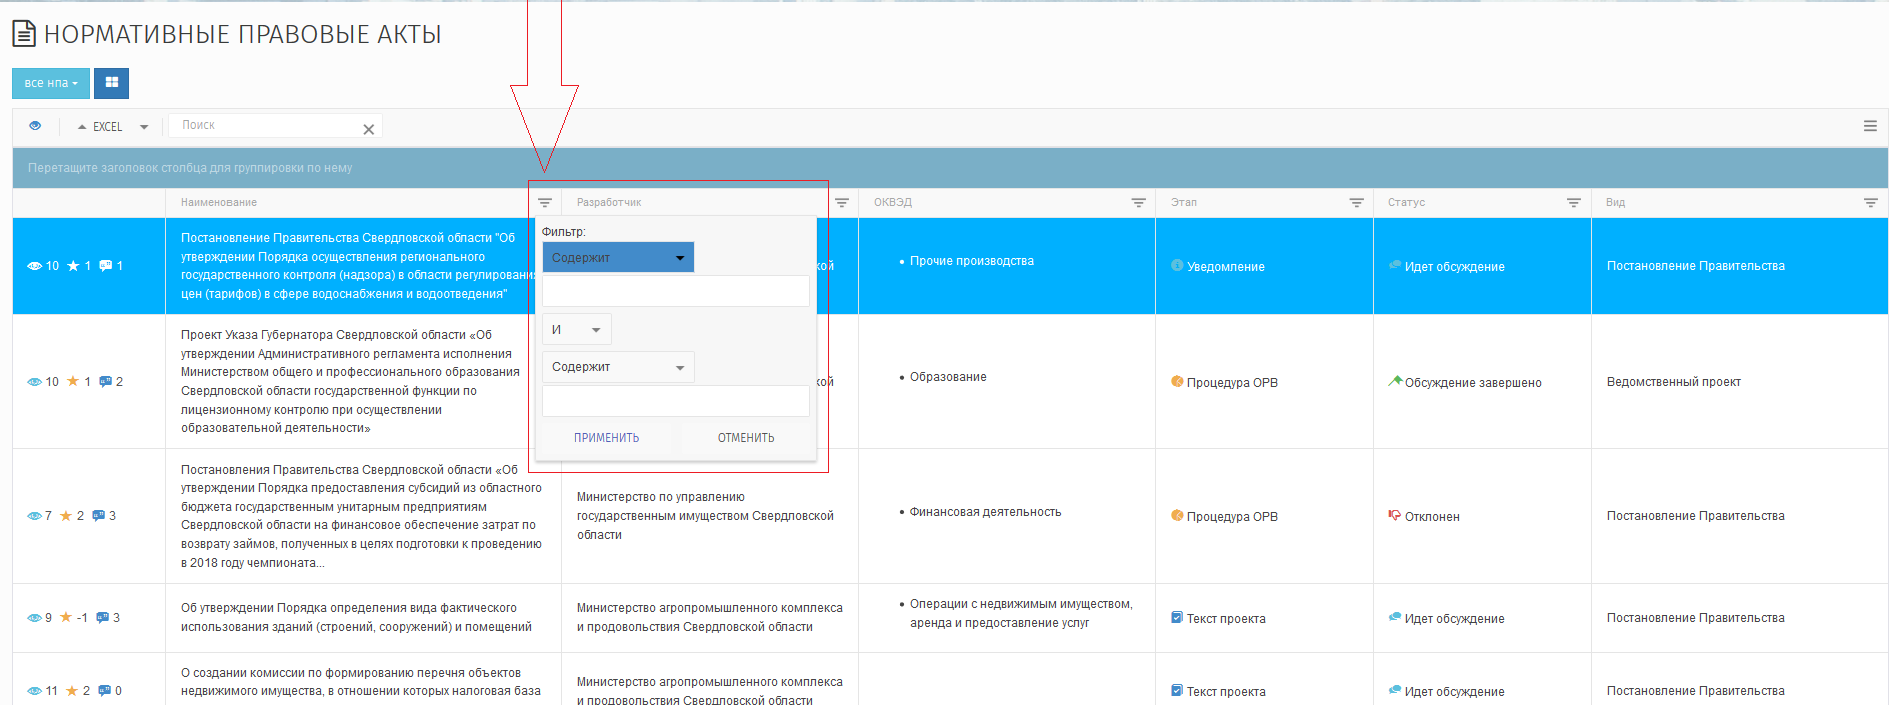 НОРМАТИВНЫЕ ПРАВОВЫЕ АКТЫ
все нпа
EXCEL
Поиск
Перетащите заголовок столбца для группировки по нему
Наименование
Разработчик
ОКВЭД
Этап
Статус
Вид
Фильтр:
Содержит
И
Содержит
ПРИМЕНИТЬ ОТМЕНИТЬ
10 1 1
Постановление Правительства Свердловской области "Об
утверждении Порядка осуществления регионального
государственного контроля (надзора) в области регулирования
цен (тарифов) в сфере водоснабжения и водоотведения"
кой
• Прочие производства
Уведомление
Идет обсуждение
Постановление Правительства
10 1 2
Проект Указа Губернатора Свердловской области «Об
утверждении Административного регламента исполнения
Министерством общего и профессионального образования
Свердловской области государственной функции по
лицензионному контролю при осуществлении
образовательной деятельности»
кой
• Образование
Процедура ОРВ
Обсуждение завершено
Ведомственный проект
7 2 3
Постановления Правительства Свердловской области «Об
утверждении Порядка предоставления субсидий из областного
бюджета государственным унитарным предприятиям
Свердловской области на финансовое обеспечение затрат по
возврату займов, полученных в целях подготовки к проведению
в 2018 году чемпионата...
Министерство по управлению
государственным имуществом Свердловской
области
• Финансовая деятельность
Процедура ОРВ
Отклонен
Постановление Правительства
9 -1 3
Об утверждении Порядка определения вида фактического
использования зданий (строений, сооружений) и помещений
Министерство агропромышленного комплекса
и продовольствия Свердловской области
• Операции с недвижимым имуществом,
аренда и предоставление услуг
Текст проекта
Идет обсуждение
Постановление Правительства
11 2 0
О создании комиссии по формированию перечня объектов
недвижимого имущества, в отношении которых налоговая база
Министерство агропромышленного комплекса
и продовольствия Свердловской области
Текст проекта
Идет обсуждение
Постановление Правительства